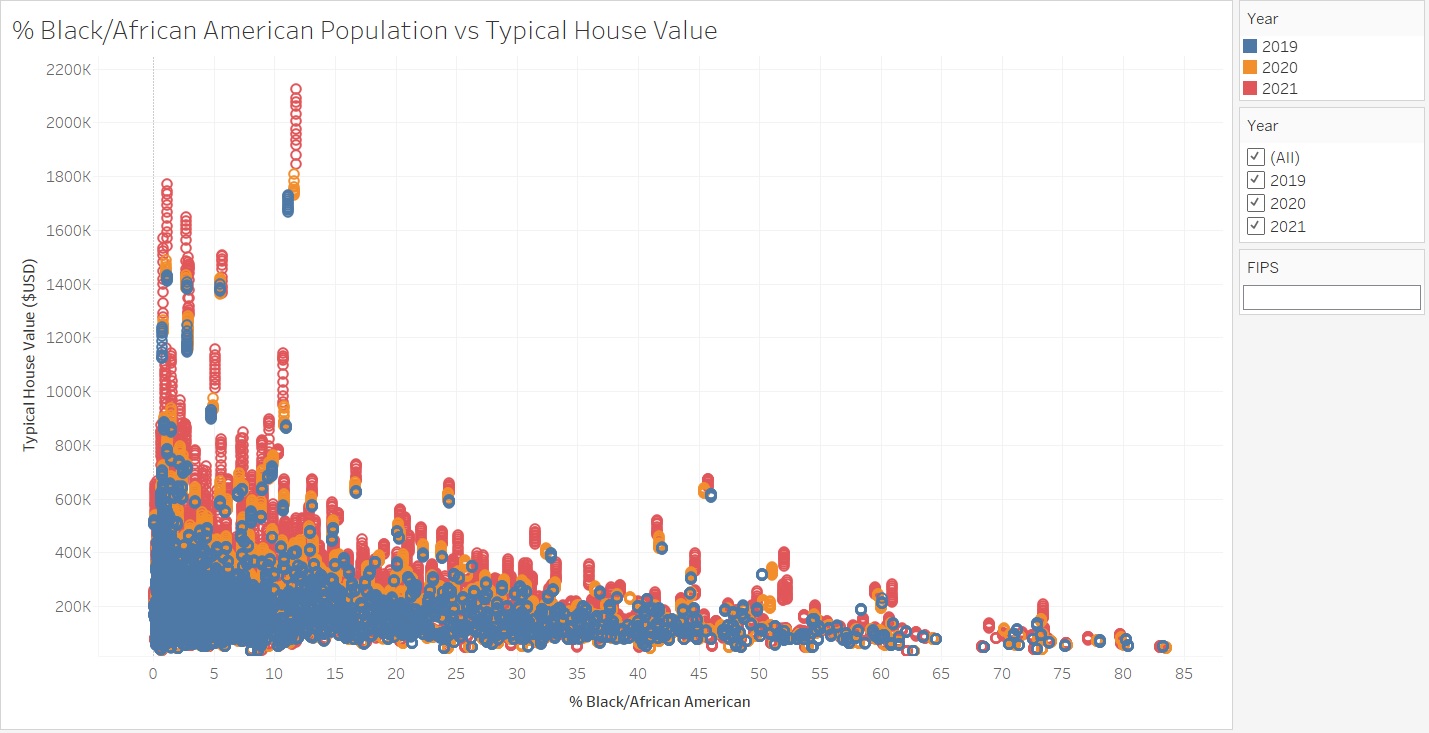 % Black/African American Population vs Typical House Value
Typical House Value ($USD)
2200K
2000K
1800K
1600K
1400K
1200K
1000K
800K
600K
400K
200K
0 5 10 15 20 25 30 35 40 45 50 55 60 65 70 75 80 85
% Black/African American
Year
2019
2020
2021
Year
(All)
2019
2020
2021
FIPS